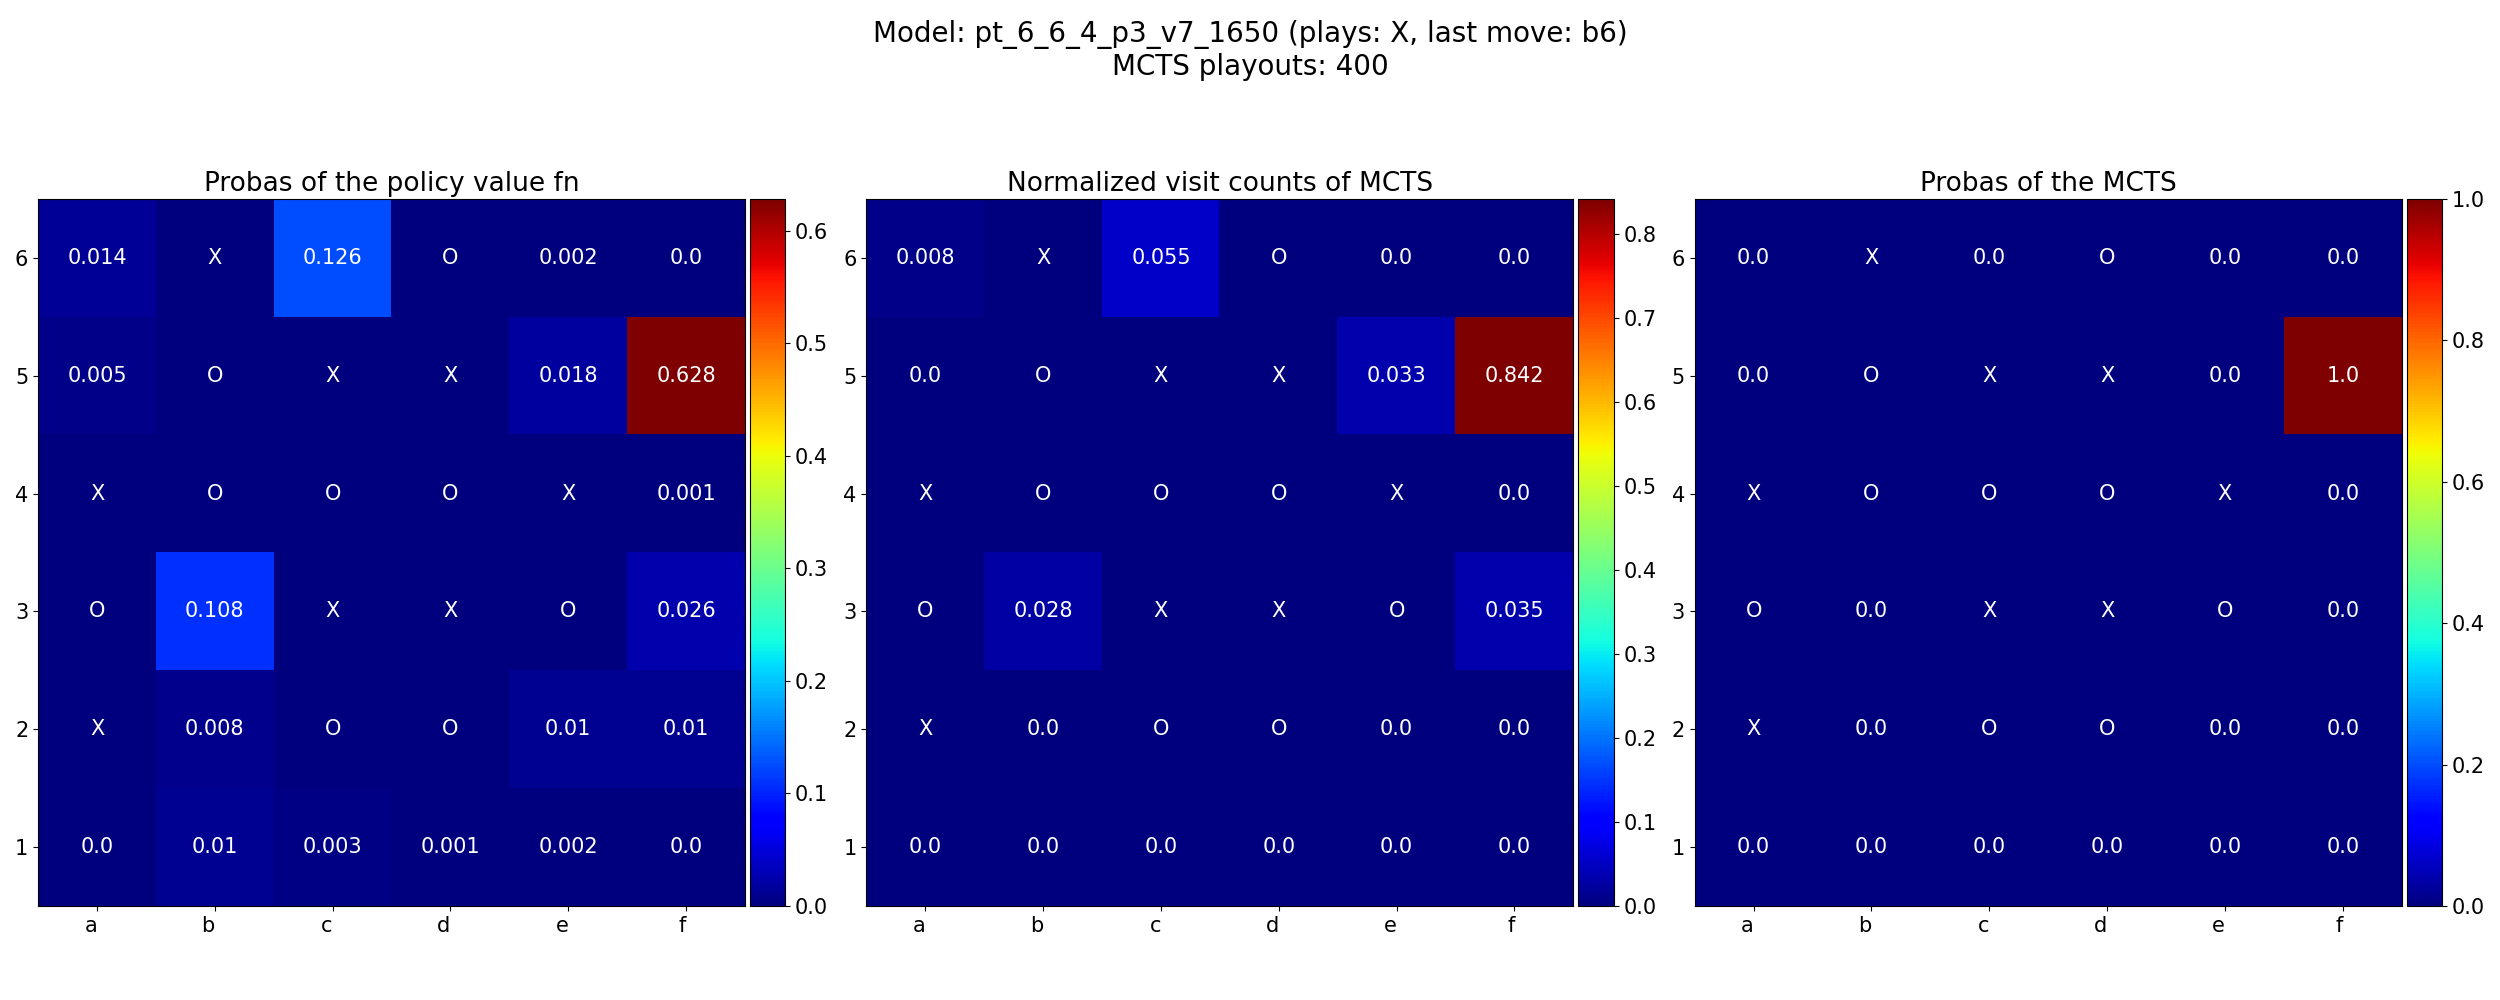 Model: pt_6_6_4_p3_v7_1650 (plays: X, last move: b6)
MCTS playouts: 400
Probas of the policy value fn
6 0.014 X 0.126 O 0.002 0.0
5 0.005 O X X 0.018 0.628
4 X O O O X 0.001
3 O 0.108 X X O 0.026
2 X 0.008 O O 0.01 0.01
1 0.0 0.01 0.003 0.001 0.002 0.0
a b c d e f
0.6
0.5
0.4
0.3
0.2
0.1
0.0
Normalized visit counts of MCTS
6 0.008 X 0.055 O 0.0 0.0
5 0.0 O X X 0.033 0.842
4 X O O O X 0.0
3 O 0.028 X X O 0.035
2 X 0.0 O O 0.0 0.0
1 0.0 0.0 0.0 0.0 0.0 0.0
a b c d e f
0.8
0.7
0.6
0.5
0.4
0.3
0.2
0.1
0.0
Probas of the MCTS
6 0.0 X 0.0 O 0.0 0.0
5 0.0 O X X 0.0 1.0
4 X O O O X 0.0
3 O 0.0 X X O 0.0
2 X 0.0 O O 0.0 0.0
1 0.0 0.0 0.0 0.0 0.0 0.0
a b c d e f
1.0
0.8
0.6
0.4
0.2
0.0